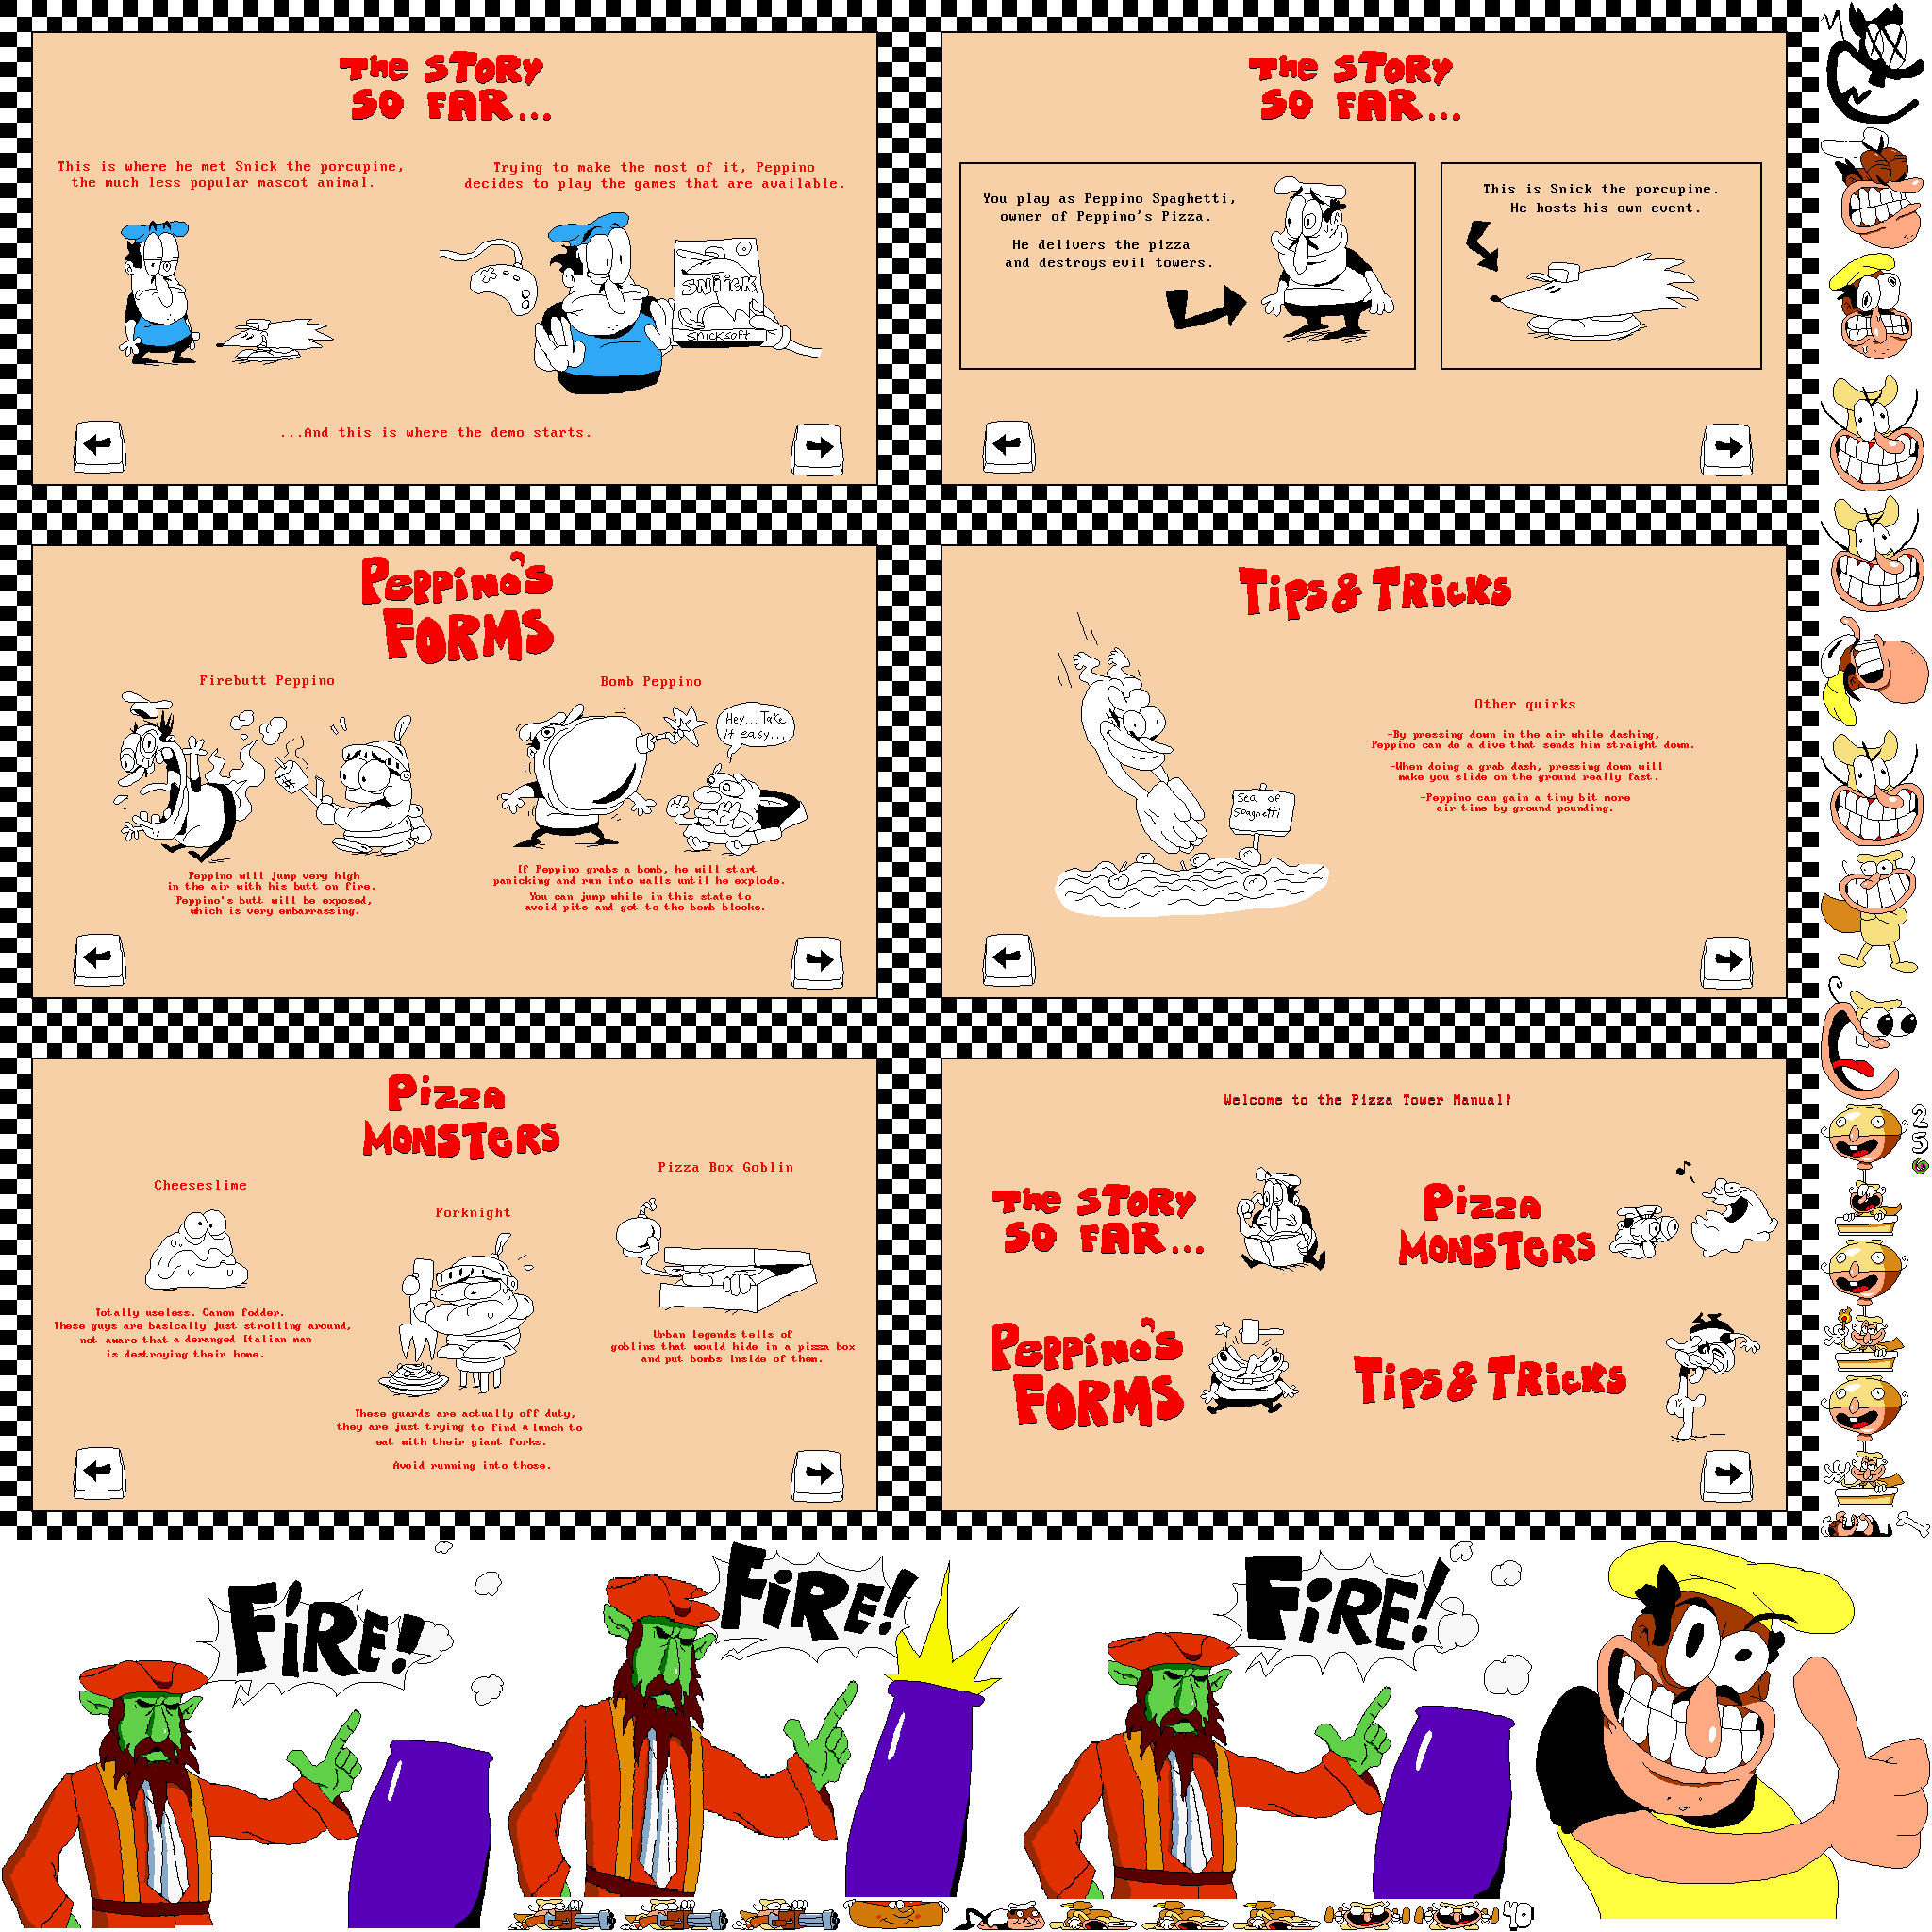 The STORY
SO FAR...
This is where he met Snick the porcupine,
the much less popular mascot animal.
Trying to make the most of it, Peppino
decides to play the games that are available.
SNiiCK
snicksoft
...And this is where the demo starts.
The STORY
SO FAR...
You play as Peppino Spaghetti,
owner of Peppino's Pizza.
He delivers the pizza
and destroys evil towers.
This is Snick the porcupine.
He hosts his own event.
Peppino's
FORMS
Firebutt Peppino
Bomb Peppino
Hey... Take
it easy...
Peppino will jump very high
in the air with his butt on fire.
Peppino's butt will be exposed,
which is very embarrassing.
If Peppino grabs a bomb, he will start
panicking and run into walls until he explode.
You can jump while in this state to
avoid pits and get to the bomb blocks.
Tips & TRicks
Sea of
spaghetti
Other quirks
-By pressing down in the air while dashing,
Peppino can do a dive that sends him straight down.
-When doing a grab dash, pressing down will
make you slide on the ground really fast.
-Peppino can gain a tiny bit more
air time by ground pounding.
Pizza
MONSTeRS
Cheeseslime
Forknight
Pizza Box Goblin
Totally useless. Canon fodder.
These guys are basically just strolling around,
not aware that a deranged Italian man
is destroying their home.
These guards are actually off duty,
they are just trying to find a lunch to
eat with their giant forks.
Avoid running into those.
Urban legends tells of
goblins that would hide in a pizza box
and put bombs inside of them.
Welcome to the Pizza Tower Manual!
The STORY
SO FAR...
Pizza
MONSTeRS
Peppino's
FORMS
Tips & TRicks
2
5
FiRE!
FiRE!
FiRE!
40